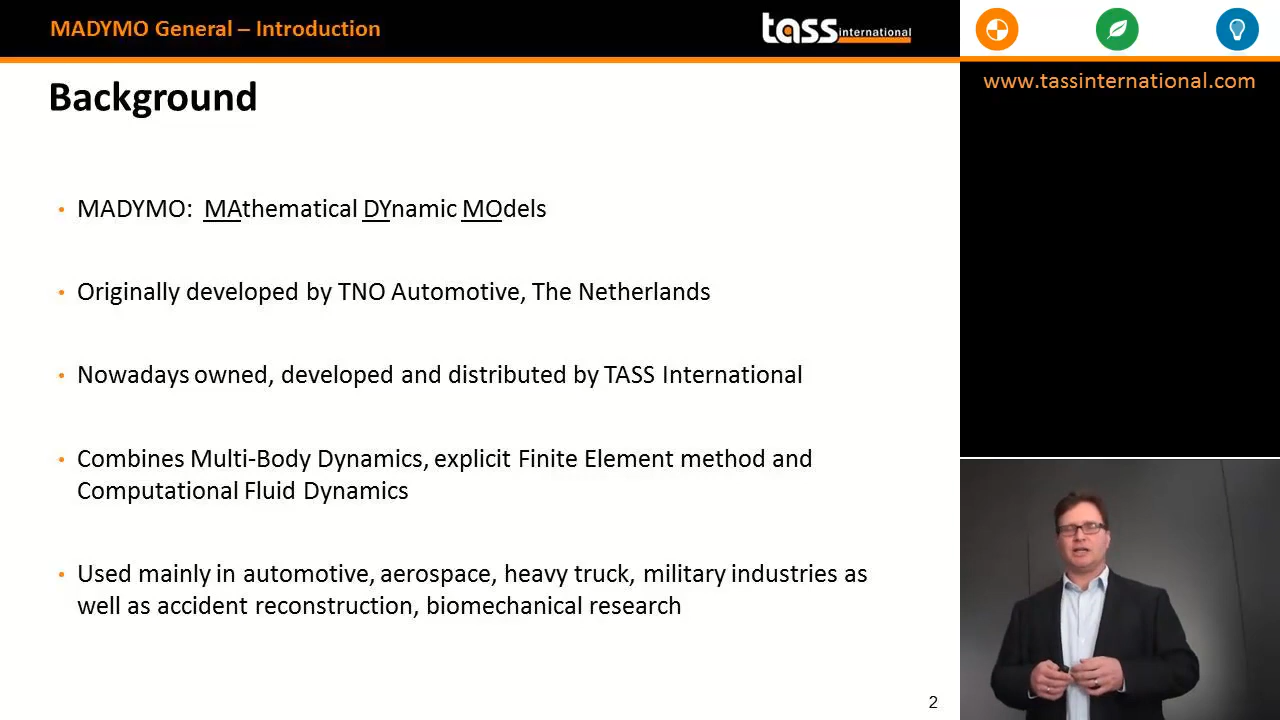 MADYMO General – Introduction
tass international
www.tassinternational.com
Background
• MADYMO: MAthematical DYnamic MOdels
• Originally developed by TNO Automotive, The Netherlands
• Nowadays owned, developed and distributed by TASS International
• Combines Multi-Body Dynamics, explicit Finite Element method and
Computational Fluid Dynamics
• Used mainly in automotive, aerospace, heavy truck, military industries as
well as accident reconstruction, biomechanical research
2